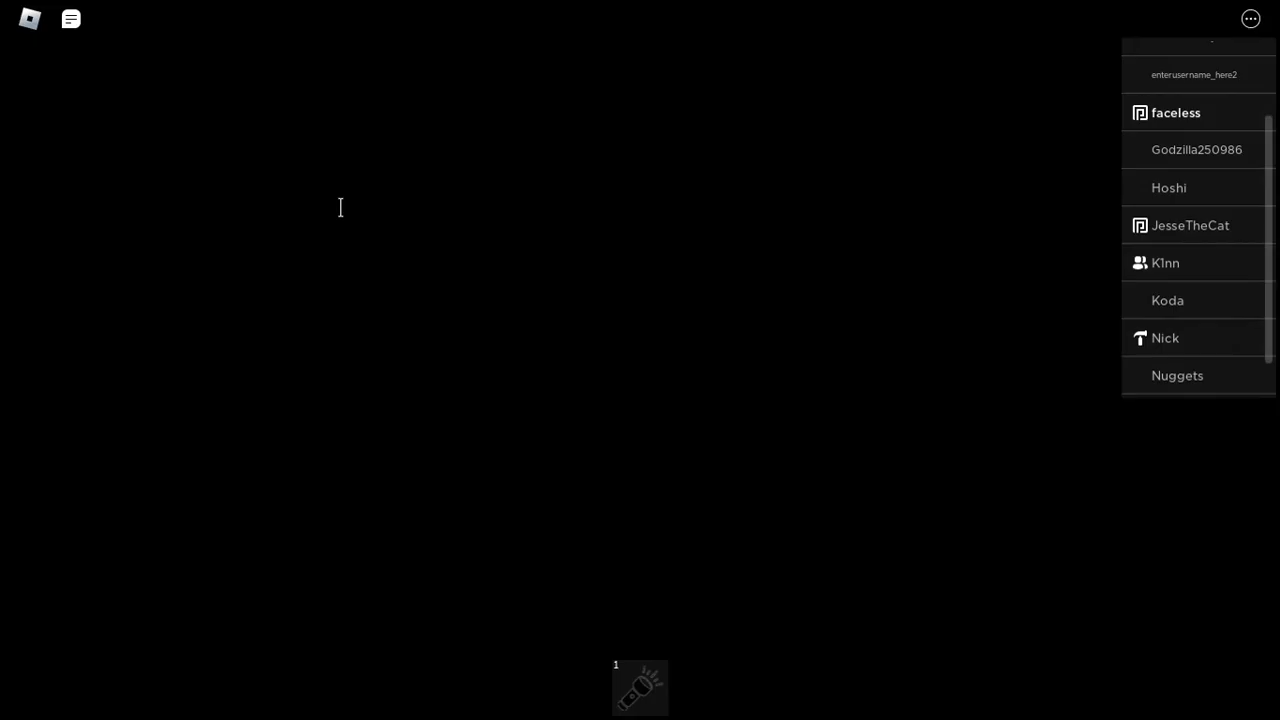 enterusername_here2
faceless
Godzilla250986
Hoshi
JesseTheCat
K1nn
Koda
Nick
Nuggets
1